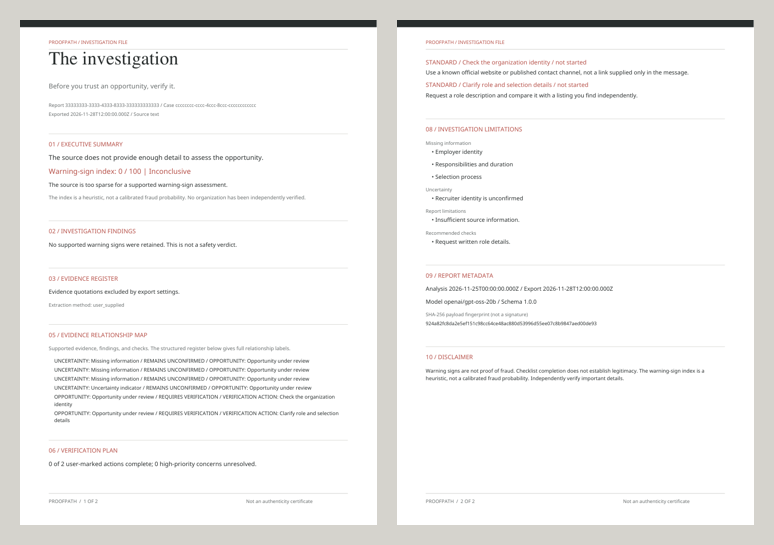 PROOFPATH / INVESTIGATION FILE
The investigation
Before you trust an opportunity, verify it.
Report 33333333-3333-4333-8333-333333333333 / Case cccccccc-cccc-4ccc-8ccc-cccccccccccc
Exported 2026-11-28T12:00:00.000Z / Source text
01 / EXECUTIVE SUMMARY
The source does not provide enough detail to assess the opportunity.
Warning-sign index: 0 / 100 | Inconclusive
The source is too sparse for a supported warning-sign assessment.
The index is a heuristic, not a calibrated fraud probability. No organization has been independently verified.
02 / INVESTIGATION FINDINGS
No supported warning signs were retained. This is not a safety verdict.
03 / EVIDENCE REGISTER
Evidence quotations excluded by export settings.
Extraction method: user_supplied
05 / EVIDENCE RELATIONSHIP MAP
Supported evidence, findings, and checks. The structured register below gives full relationship labels.
UNCERTAINTY: Missing information / REMAINS UNCONFIRMED / OPPORTUNITY: Opportunity under review
UNCERTAINTY: Missing information / REMAINS UNCONFIRMED / OPPORTUNITY: Opportunity under review
UNCERTAINTY: Missing information / REMAINS UNCONFIRMED / OPPORTUNITY: Opportunity under review
UNCERTAINTY: Uncertainty indicator / REMAINS UNCONFIRMED / OPPORTUNITY: Opportunity under review
OPPORTUNITY: Opportunity under review / REQUIRES VERIFICATION / VERIFICATION ACTION: Check the organization
identity
OPPORTUNITY: Opportunity under review / REQUIRES VERIFICATION / VERIFICATION ACTION: Clarify role and selection
details
06 / VERIFICATION PLAN
0 of 2 user-marked actions complete; 0 high-priority concerns unresolved.
PROOFPATH / 1 OF 2
Not an authenticity certificate
PROOFPATH / INVESTIGATION FILE
STANDARD / Check the organization identity / not started
Use a known official website or published contact channel, not a link supplied only in the message.
STANDARD / Clarify role and selection details / not started
Request a role description and compare it with a listing you find independently.
08 / INVESTIGATION LIMITATIONS
Missing information
• Employer identity
• Responsibilities and duration
• Selection process
Uncertainty
• Recruiter identity is unconfirmed
Report limitations
• Insufficient source information.
Recommended checks
• Request written role details.
09 / REPORT METADATA
Analysis 2026-11-25T00:00:00.000Z / Export 2026-11-28T12:00:00.000Z
Model openai/gpt-oss-20b / Schema 1.0.0
SHA-256 payload fingerprint (not a signature)
10 / DISCLAIMER
Warning signs are not proof of fraud. Checklist completion does not establish legitimacy. The warning-sign index is a
heuristic, not a calibrated fraud probability. Independently verify important details.
PROOFPATH / 2 OF 2
Not an authenticity certificate